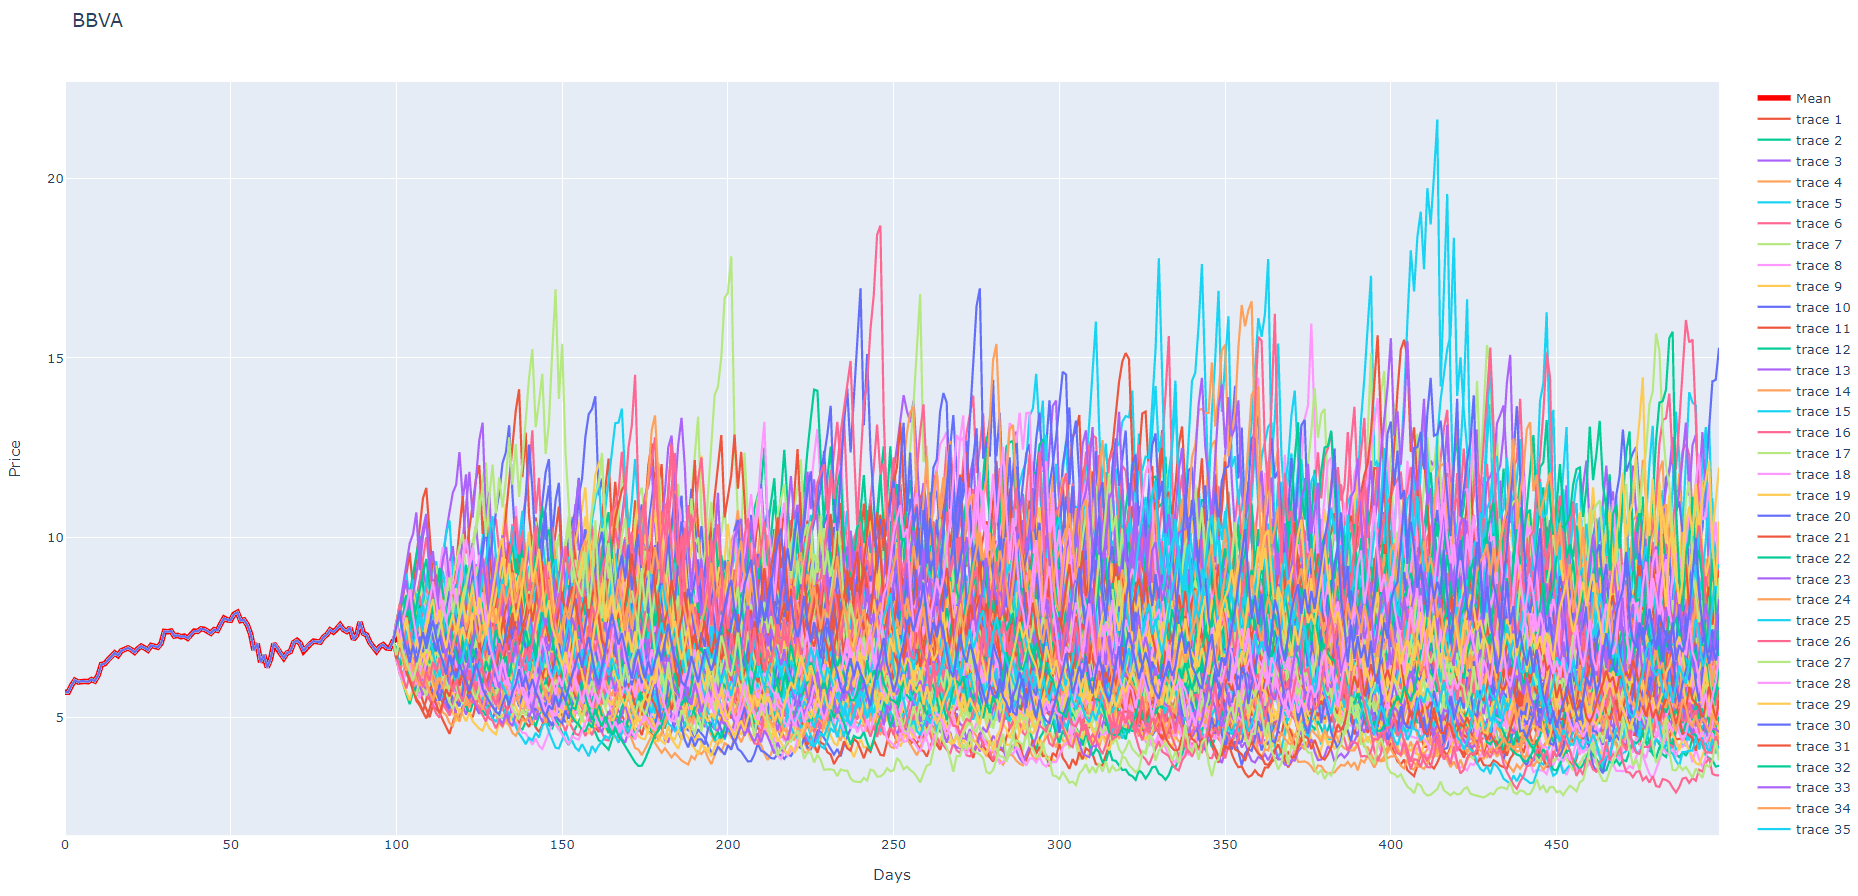 BBVA
Price
20
15
10
5
0 50 100 150 200 250 300 350 400 450
Days
Mean
trace 1
trace 2
trace 3
trace 4
trace 5
trace 6
trace 7
trace 8
trace 9
trace 10
trace 11
trace 12
trace 13
trace 14
trace 15
trace 16
trace 17
trace 18
trace 19
trace 20
trace 21
trace 22
trace 23
trace 24
trace 25
trace 26
trace 27
trace 28
trace 29
trace 30
trace 31
trace 32
trace 33
trace 34
trace 35